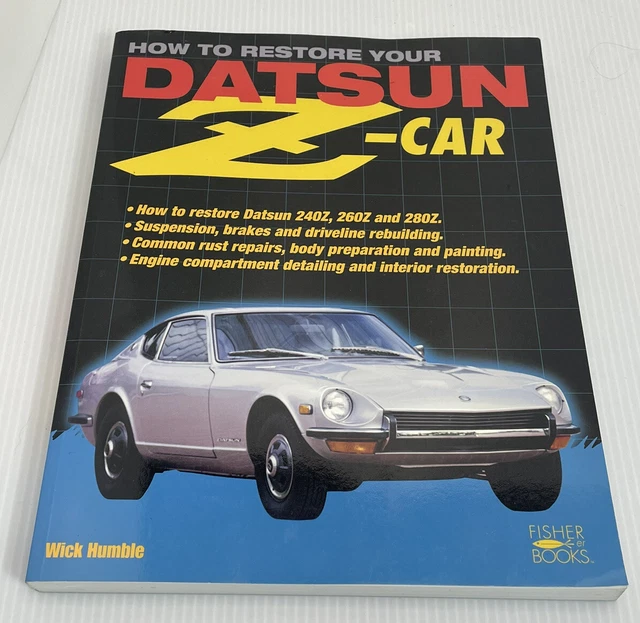 HOW TO RESTORE YOUR
DATSUN
Z-CAR
• How to restore Datsun 240Z, 260Z and 280Z.
• Suspension, brakes and driveline rebuilding.
• Common rust repairs, body preparation and painting.
• Engine compartment detailing and interior restoration.
Wick Humble
FISHER
er
BOOKS